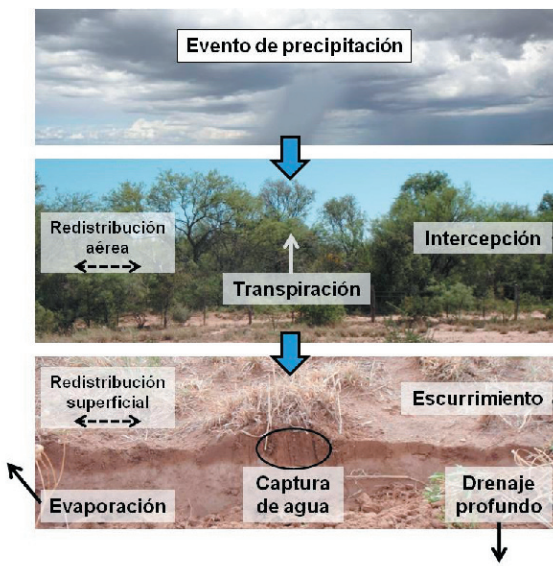 Evento de precipitación
Redistribución
aérea
Intercepción
Transpiración
Redistribución
superficial
Escurrimiento
Evaporación
Captura
de agua
Drenaje
profundo